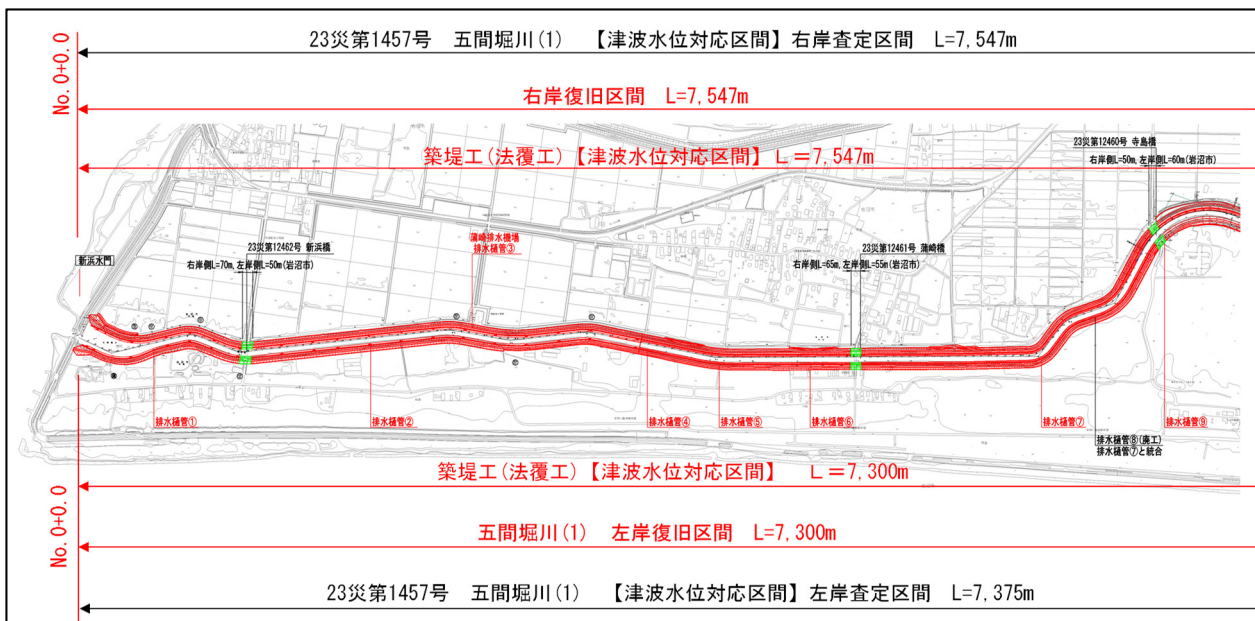 23災第1457号 五間堀川(1) 【津波水位対応区間】右岸査定区間 L=7,547m
No.0+0.0
右岸復旧区間 L=7,547m
築堤工(法覆工)【津波水位対応区間】L=7,547m
23災第12460号 寺島橋
右岸側L=50m,左岸側L=60m(岩沼市)
蒲崎排水機場
排水樋管③
23災第12462号 新浜橋
右岸側L=70m,左岸側L=50m(岩沼市)
23災第12461号 蒲崎橋
右岸側L=65m,左岸側L=55m(岩沼市)
新浜水門
排水樋管①
排水樋管②
排水樋管④
排水樋管⑤
排水樋管⑥
排水樋管⑦
排水樋管⑨
排水樋管⑧(廃工)
排水樋管⑦と統合
築堤工(法覆工)【津波水位対応区間】 L=7,300m
No.0+0.0
五間堀川(1) 左岸復旧区間 L=7,300m
23災第1457号 五間堀川(1) 【津波水位対応区間】左岸査定区間 L=7,375m